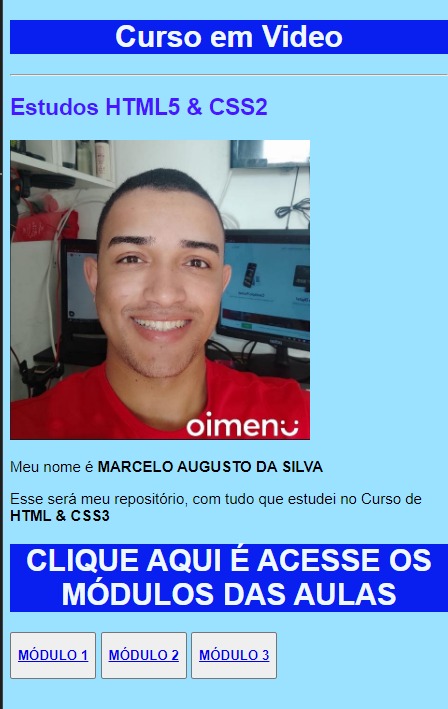 Curso em Video
Estudos HTML5 & CSS2
oimenu
Meu nome é MARCELO AUGUSTO DA SILVA
Esse será meu repositório, com tudo que estudei no Curso de
HTML & CSS3
CLIQUE AQUI É ACESSE OS
MÓDULOS DAS AULAS
MÓDULO 1 MÓDULO 2 MÓDULO 3